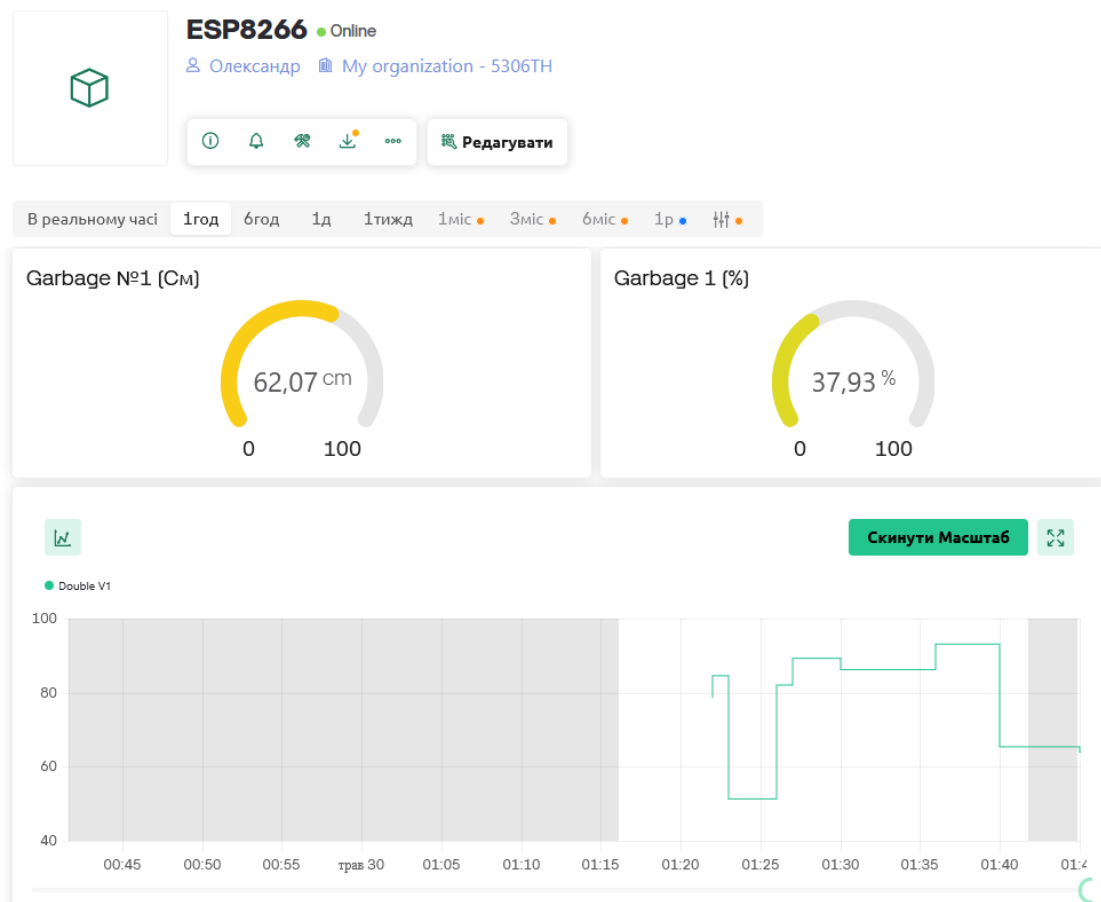 ESP8266 Online
Олександр My organization - 5306TH
Редагувати
В реальному часі 1год 6год 1д 1тижд 1міс 3міс 6міс 1р
Garbage №1 (См)
62,07 cm
0 100
Garbage 1 (%)
37,93 %
0 100
Скинути Масштаб
Double V1
100
80
60
40
00:45 00:50 00:55 трав 30 01:05 01:10 01:15 01:20 01:25 01:30 01:35 01:40 01:4